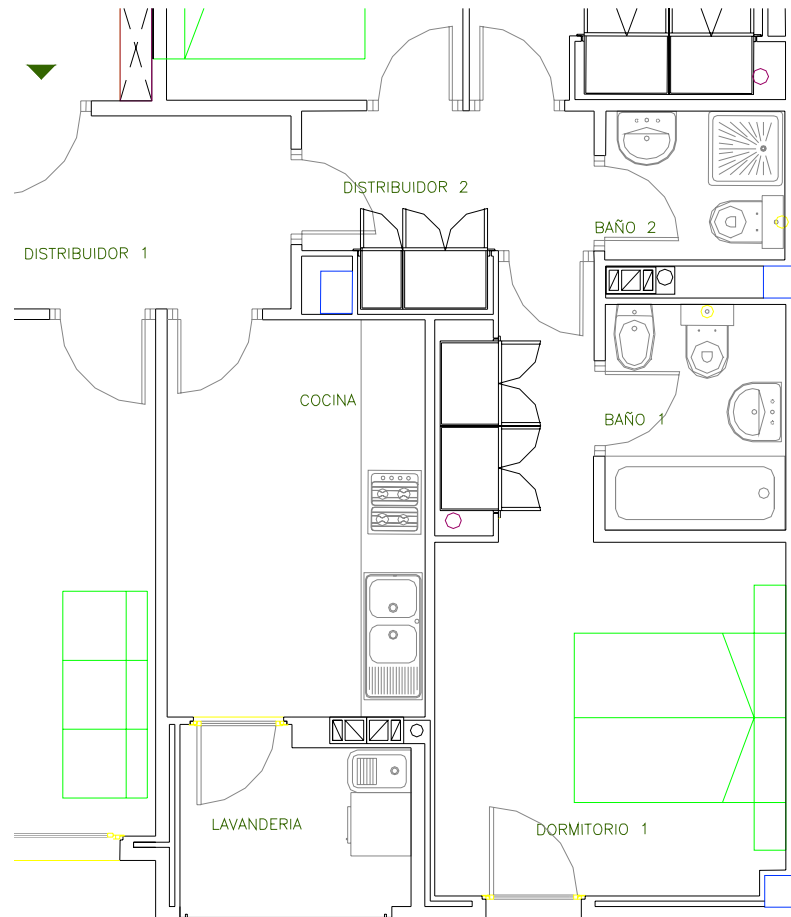 DISTRIBUIDOR 2
BAÑO 2
DISTRIBUIDOR 1
COCINA
BAÑO 1
LAVANDERIA
DORMITORIO 1